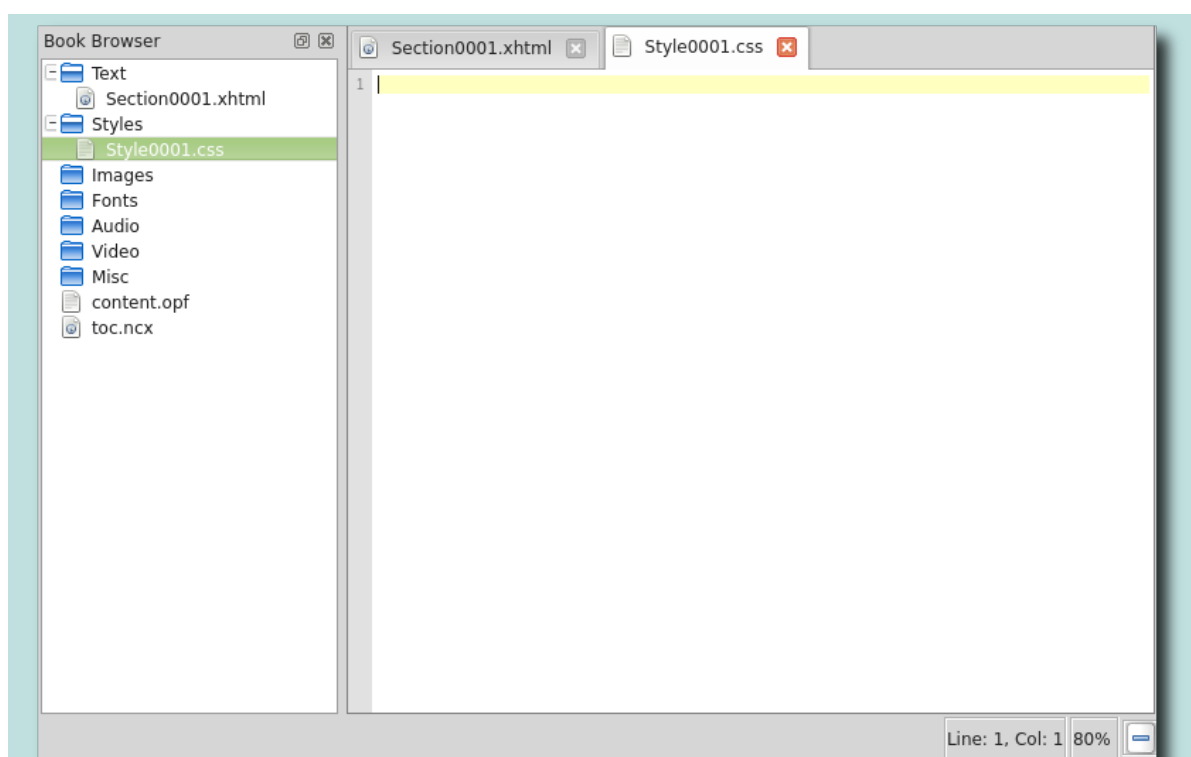 Book Browser
Text
Section0001.xhtml
Styles
Style0001.css
Images
Fonts
Audio
Video
Misc
content.opf
toc.ncx
Section0001.xhtml
Style0001.css
1
Line: 1, Col: 1
80%